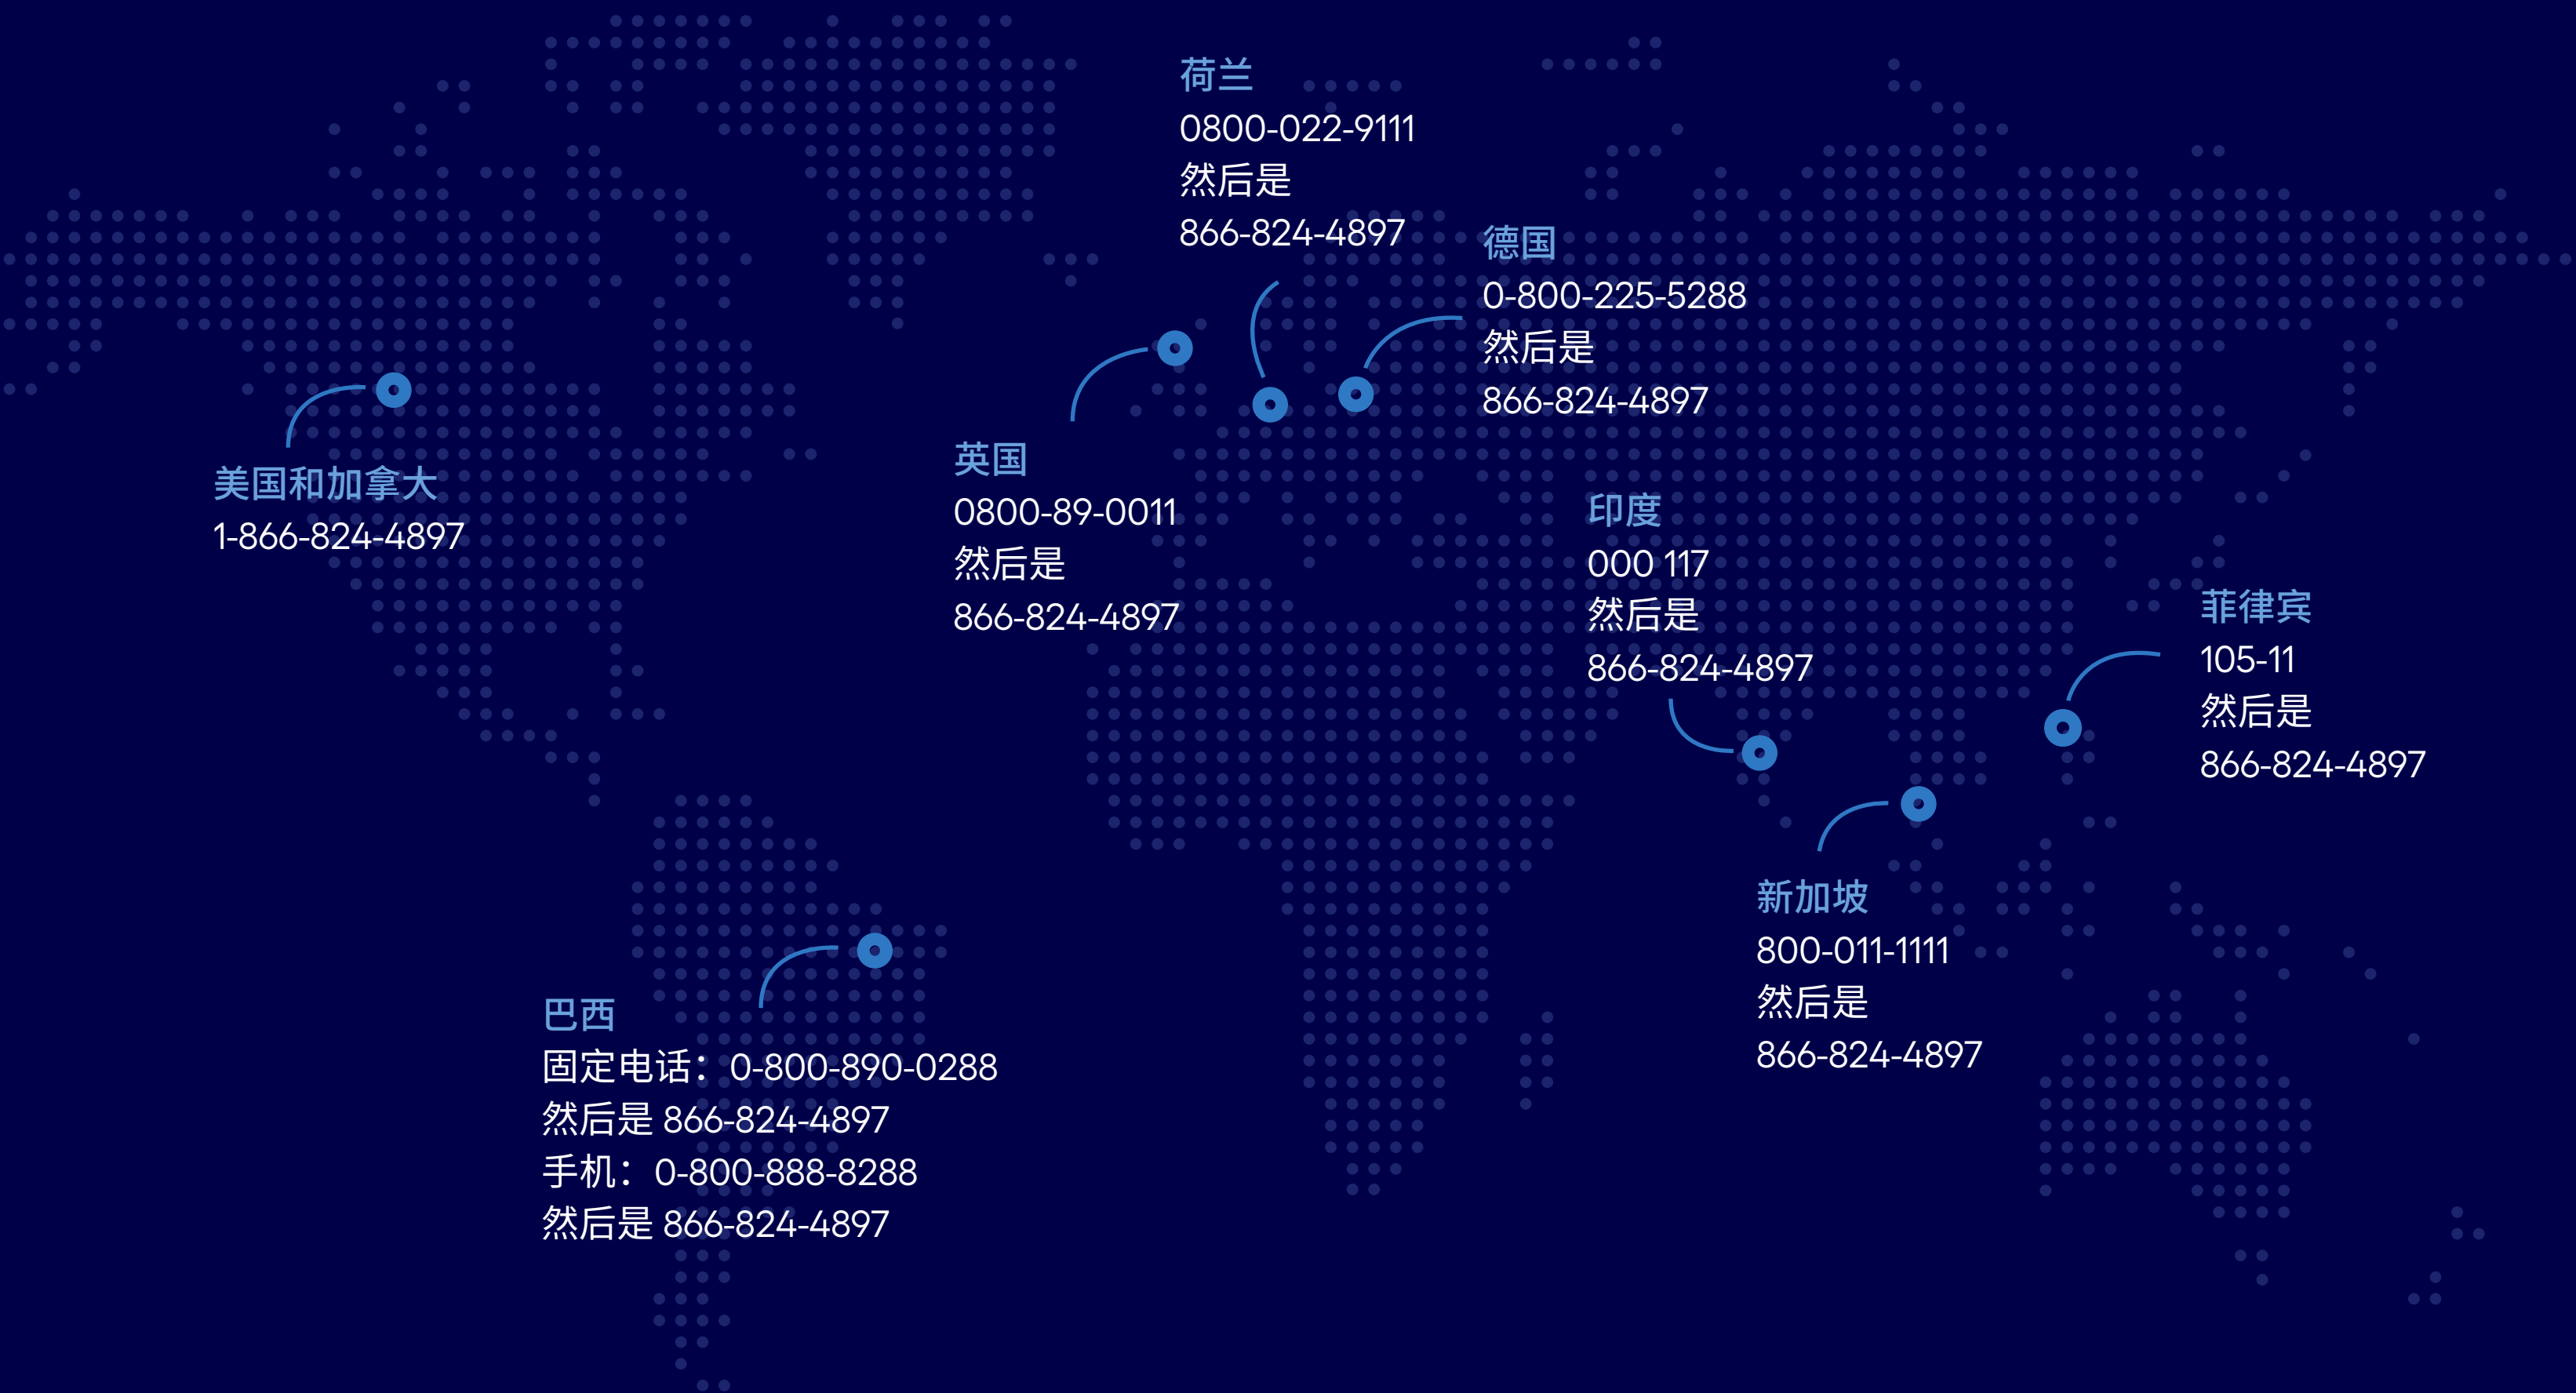 荷兰
0800-022-9111
然后是
866-824-4897
德国
0-800-225-5288
然后是
866-824-4897
美国和加拿大
1-866-824-4897
英国
0800-89-0011
然后是
866-824-4897
印度
000 117
然后是
866-824-4897
菲律宾
105-11
然后是
866-824-4897
新加坡
800-011-1111
然后是
866-824-4897
巴西
固定电话：0-800-890-0288
然后是 866-824-4897
手机：0-800-888-8288
然后是 866-824-4897